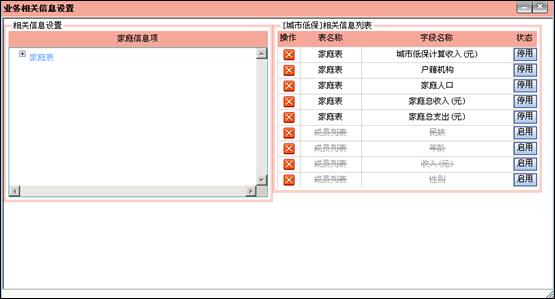 业务相关信息设置
相关信息设置
家庭信息项
家庭表
[城市低保]相关信息列表
操作 表名称 字段名称 状态
家庭表 城市低保计算收入(元) 停用
家庭表 户籍机构 停用
家庭表 家庭人口 停用
家庭表 家庭总收入(元) 停用
家庭表 家庭总支出(元) 停用
成员列表 民族 启用
成员列表 年龄 启用
成员列表 收入(元) 启用
成员列表 性别 启用